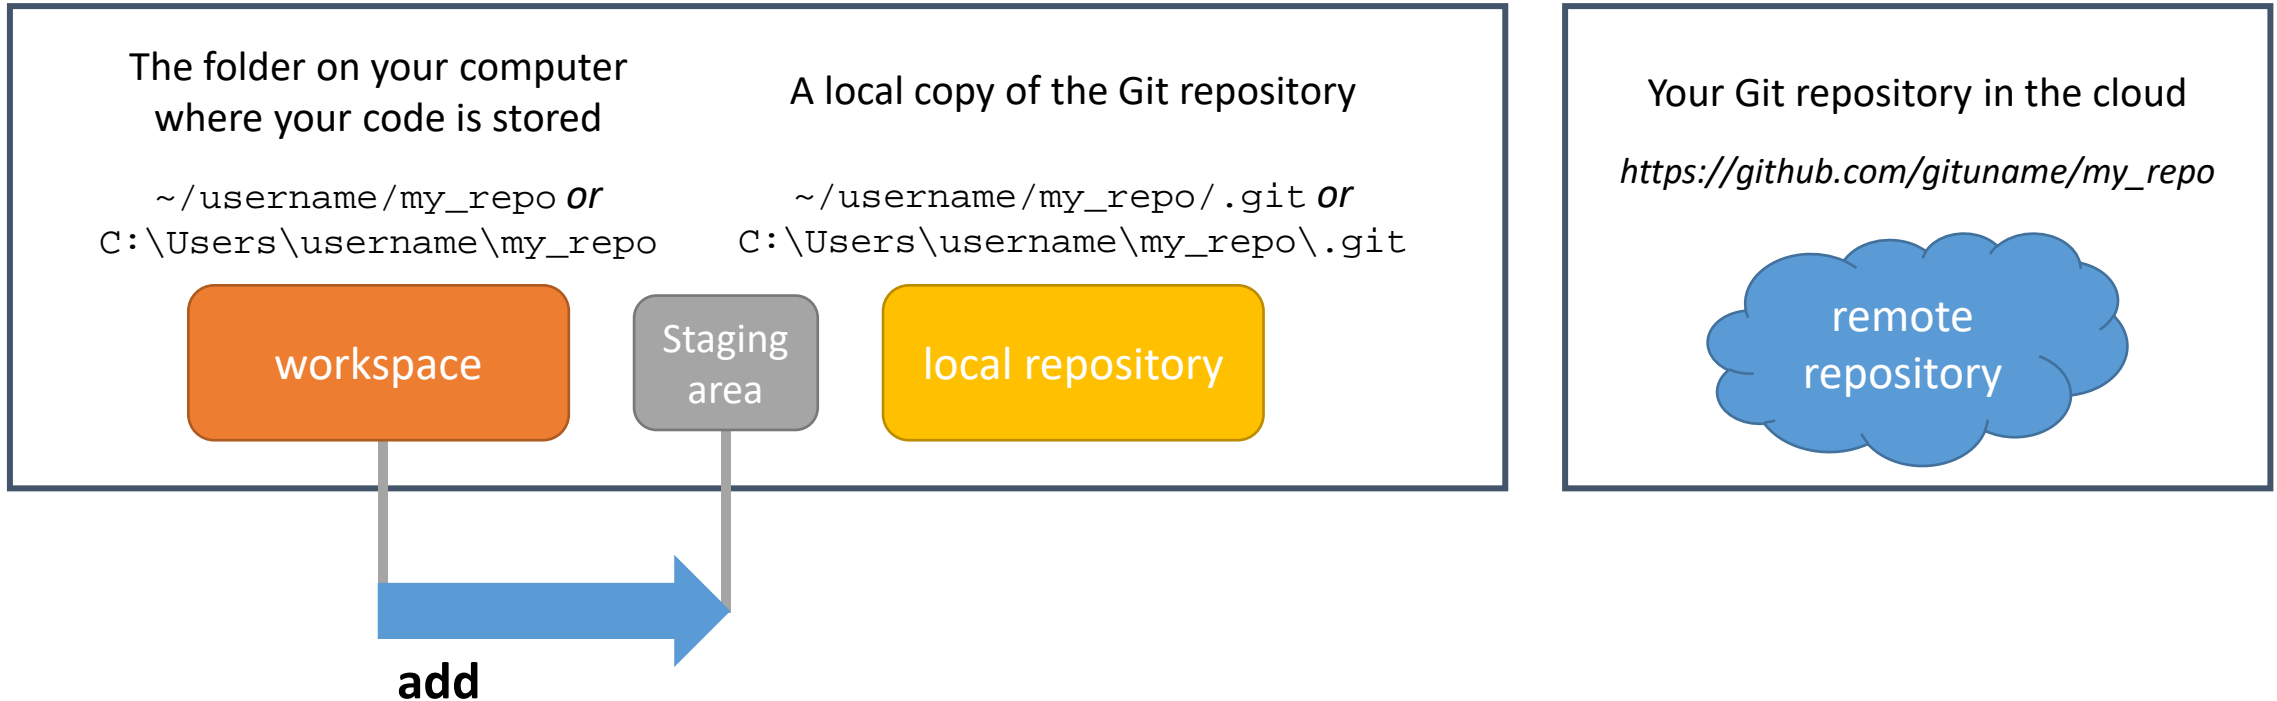 The folder on your computer
where your code is stored
~/username/my_repo or
C:\Users\username\my_repo
A local copy of the Git repository
~/username/my_repo/.git or
C:\Users\username\my_repo\.git
workspace
Staging
area
local repository
Your Git repository in the cloud
https://github.com/gituname/my_repo
remote
repository
add